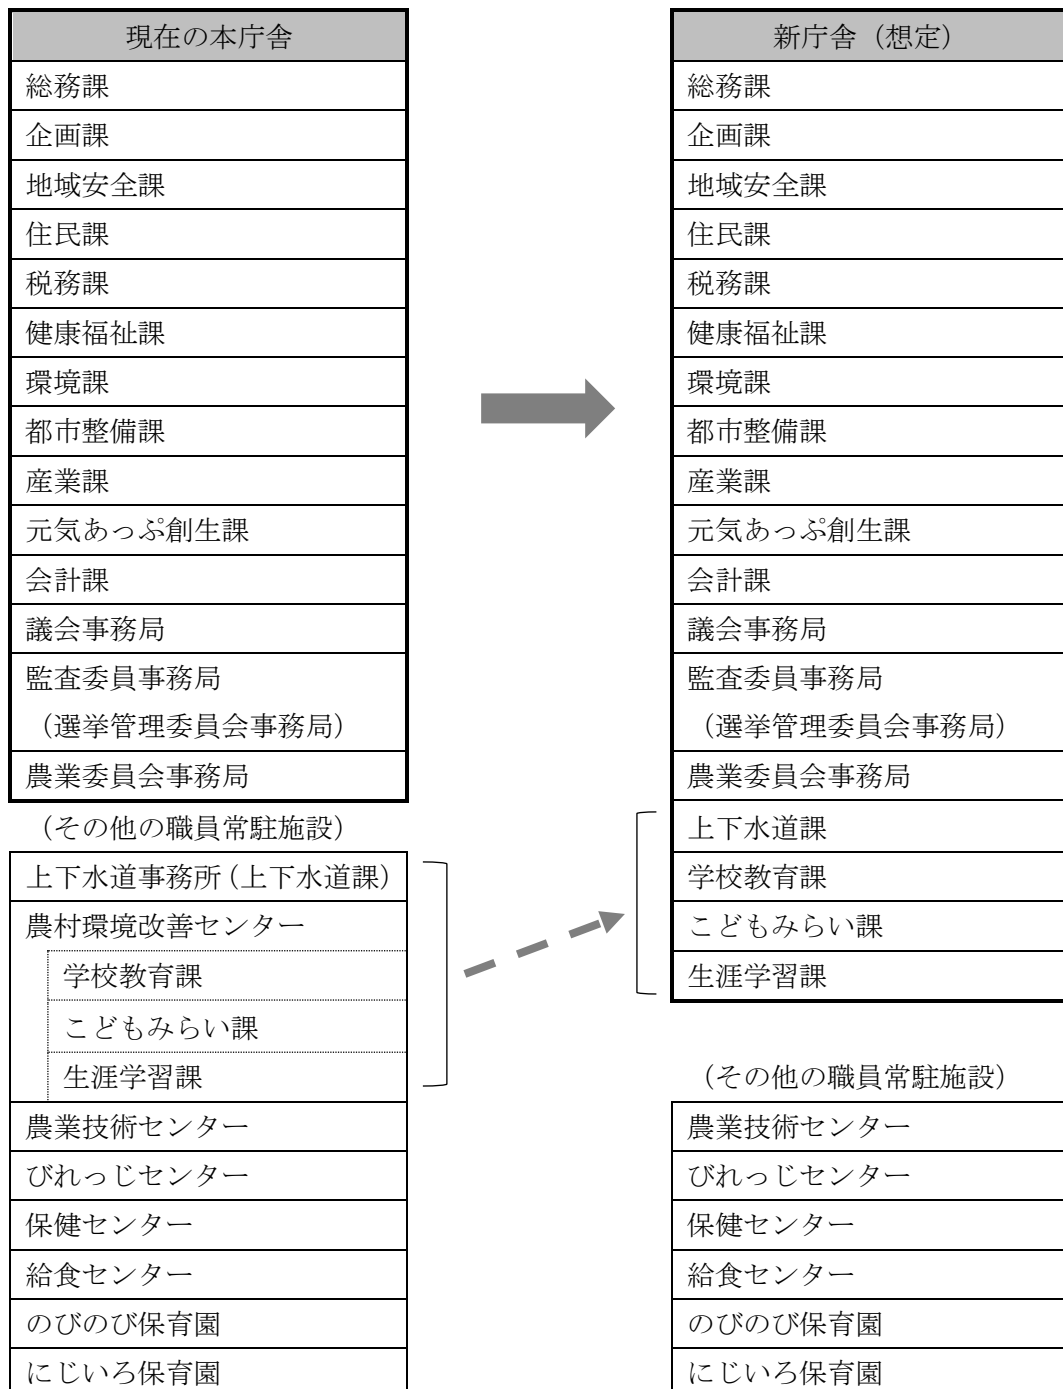 現在の本庁舎
総務課
企画課
地域安全課
住民課
税務課
健康福祉課
環境課
都市整備課
産業課
元気あっぷ創生課
会計課
議会事務局
監査委員事務局
（選挙管理委員会事務局）
農業委員会事務局
（その他の職員常駐施設）
上下水道事務所（上下水道課）
農村環境改善センター
学校教育課
こどもみらい課
生涯学習課
農業技術センター
びれっじセンター
保健センター
給食センター
のびのび保育園
にじいろ保育園
新庁舎（想定）
総務課
企画課
地域安全課
住民課
税務課
健康福祉課
環境課
都市整備課
産業課
元気あっぷ創生課
会計課
議会事務局
監査委員事務局
（選挙管理委員会事務局）
農業委員会事務局
上下水道課
学校教育課
こどもみらい課
生涯学習課
（その他の職員常駐施設）
農業技術センター
びれっじセンター
保健センター
給食センター
のびのび保育園
にじいろ保育園